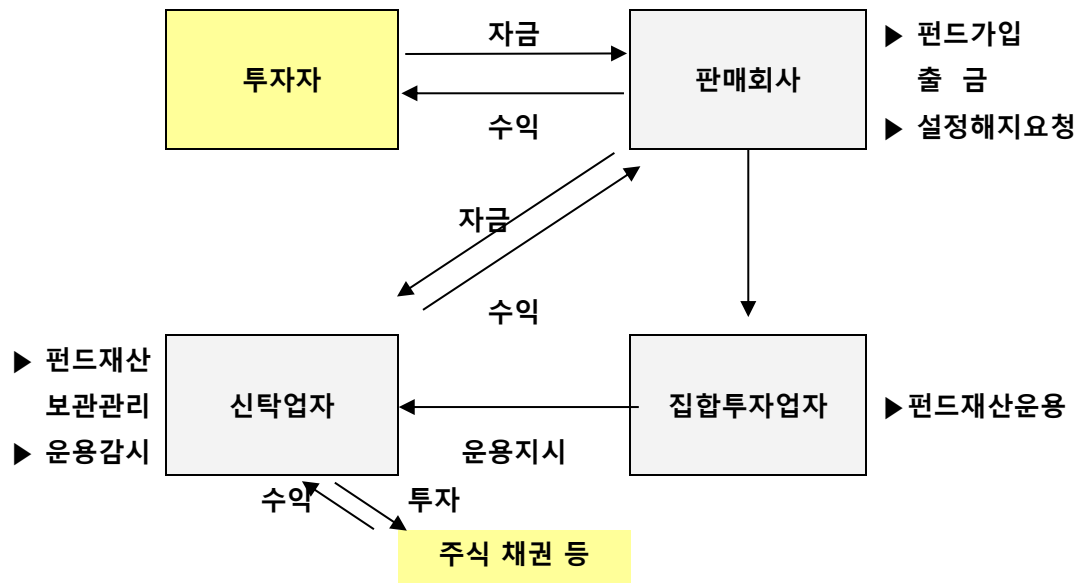 자금
투자자
판매회사
수익
▶ 펀드가입
출 금
▶ 설정해지요청
자금
수익
▶ 펀드재산
보관관리
▶ 운용감시
신탁업자
집합투자업자
▶펀드재산운용
운용지시
수익
투자
주식 채권 등